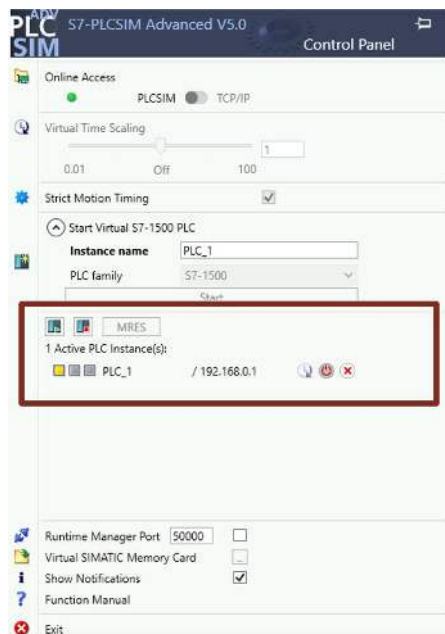 ADV
PLC SIM
S7-PLCSIM Advanced V5.0
Control Panel
Online Access
PLCSIM TCP/IP
Virtual Time Scaling
1
0.01 Off 100
Strict Motion Timing
Start Virtual S7-1500 PLC
Instance name PLC_1
PLC family S7-1500
Start
MRES
1 Active PLC Instance(s):
PLC_1 / 192.168.0.1
Runtime Manager Port 50000
Virtual SIMATIC Memory Card ...
Show Notifications
Function Manual
Exit